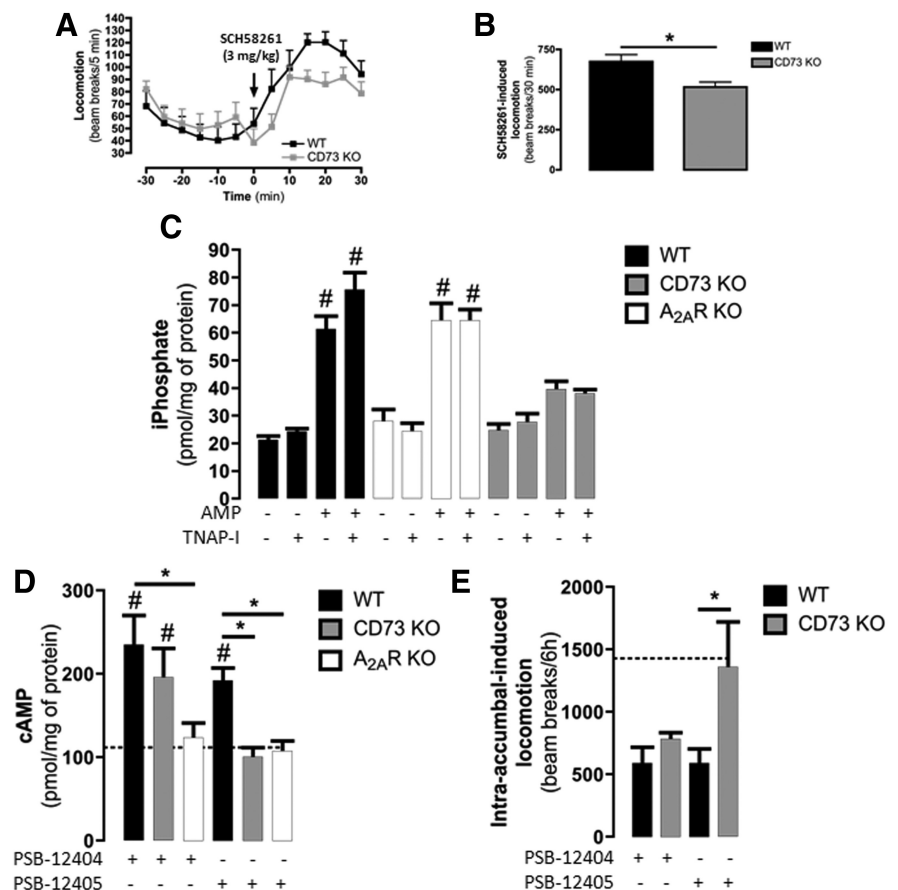 A
Locomotion
(beam breaks/5 min)
140
130
120
110
100
90
80
70
60
50
40
30
SCH58261
(3 mg/kg)
WT
CD73 KO
-30 -20 -10 0 10 20 30
Time (min)
B
SCH58261-induced
locomotion
(beam breaks/30 min)
750
500
250
0
*
WT
CD73 KO
C
iPhosphate
(pmol/mg of protein)
90
80
70
60
50
40
30
20
10
0
# # # #
WT
CD73 KO
A2AR KO
AMP - - + + - - + + - - + +
TNAP-I - + - + - + - + - + - +
D
cAMP
(pmol/mg of protein)
300
200
100
0
# # * # * *
WT
CD73 KO
A2AR KO
PSB-12404 + + + - - -
PSB-12405 - - - + + +
E
Intra-accumbal-induced
locomotion
(beam breaks/6h)
2000
1500
1000
500
0
*
WT
CD73 KO
PSB-12404 + + - -
PSB-12405 - - + +